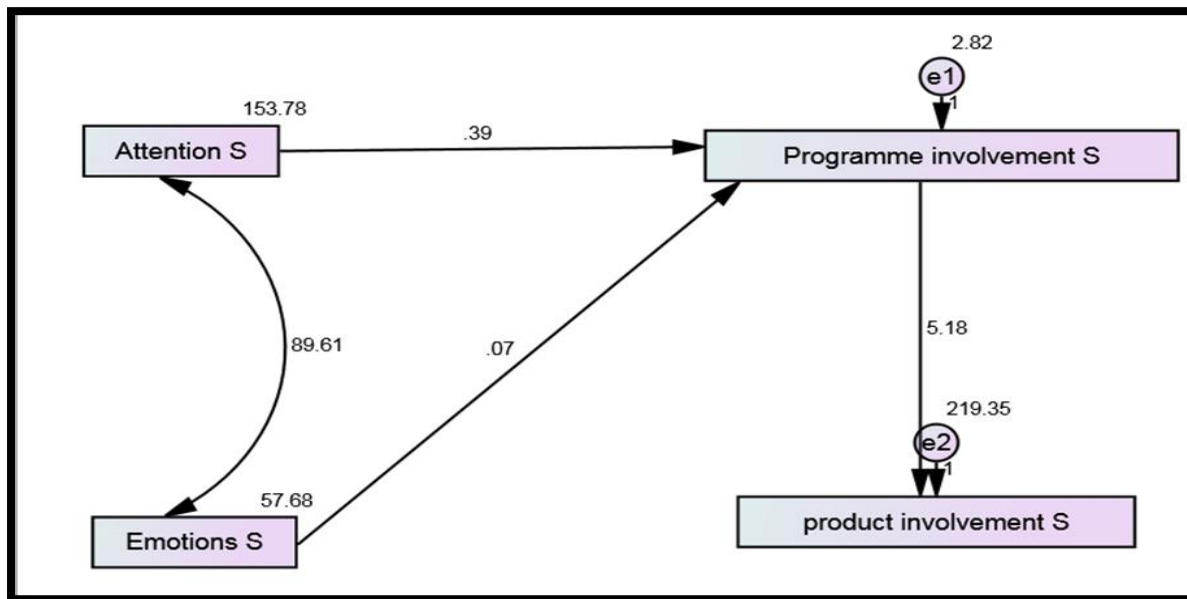 2.82
e1
1
153.78
Attention S
.39
Programme involvement S
5.18
89.61
.07
219.35
e2
1
57.68
Emotions S
product involvement S